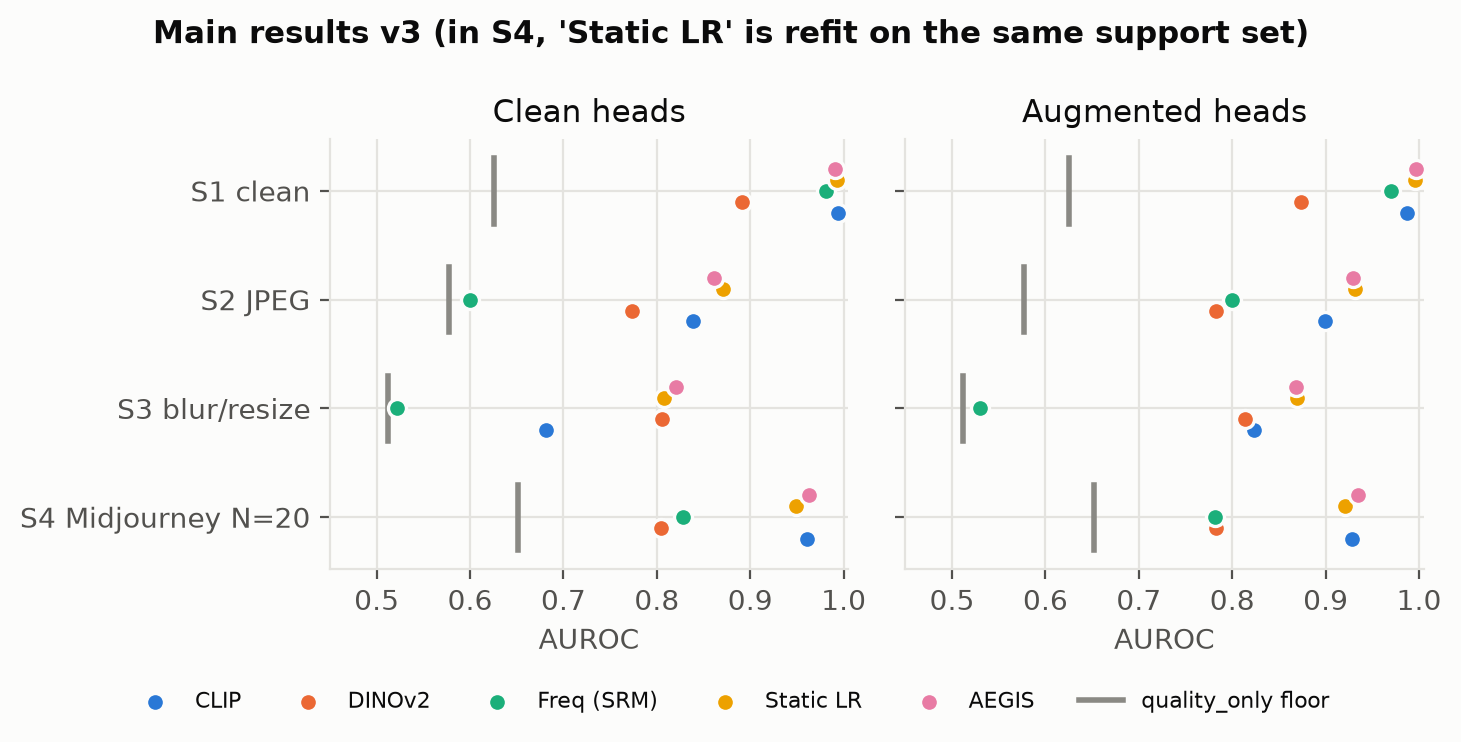 Main results v3 (in S4, 'Static LR' is refit on the same support set)
Clean heads
Augmented heads
S1 clean
S2 JPEG
S3 blur/resize
S4 Midjourney N=20
0.5 0.6 0.7 0.8 0.9 1.0
0.5 0.6 0.7 0.8 0.9 1.0
AUROC
AUROC
CLIP DINOv2 Freq (SRM) Static LR AEGIS quality_only floor